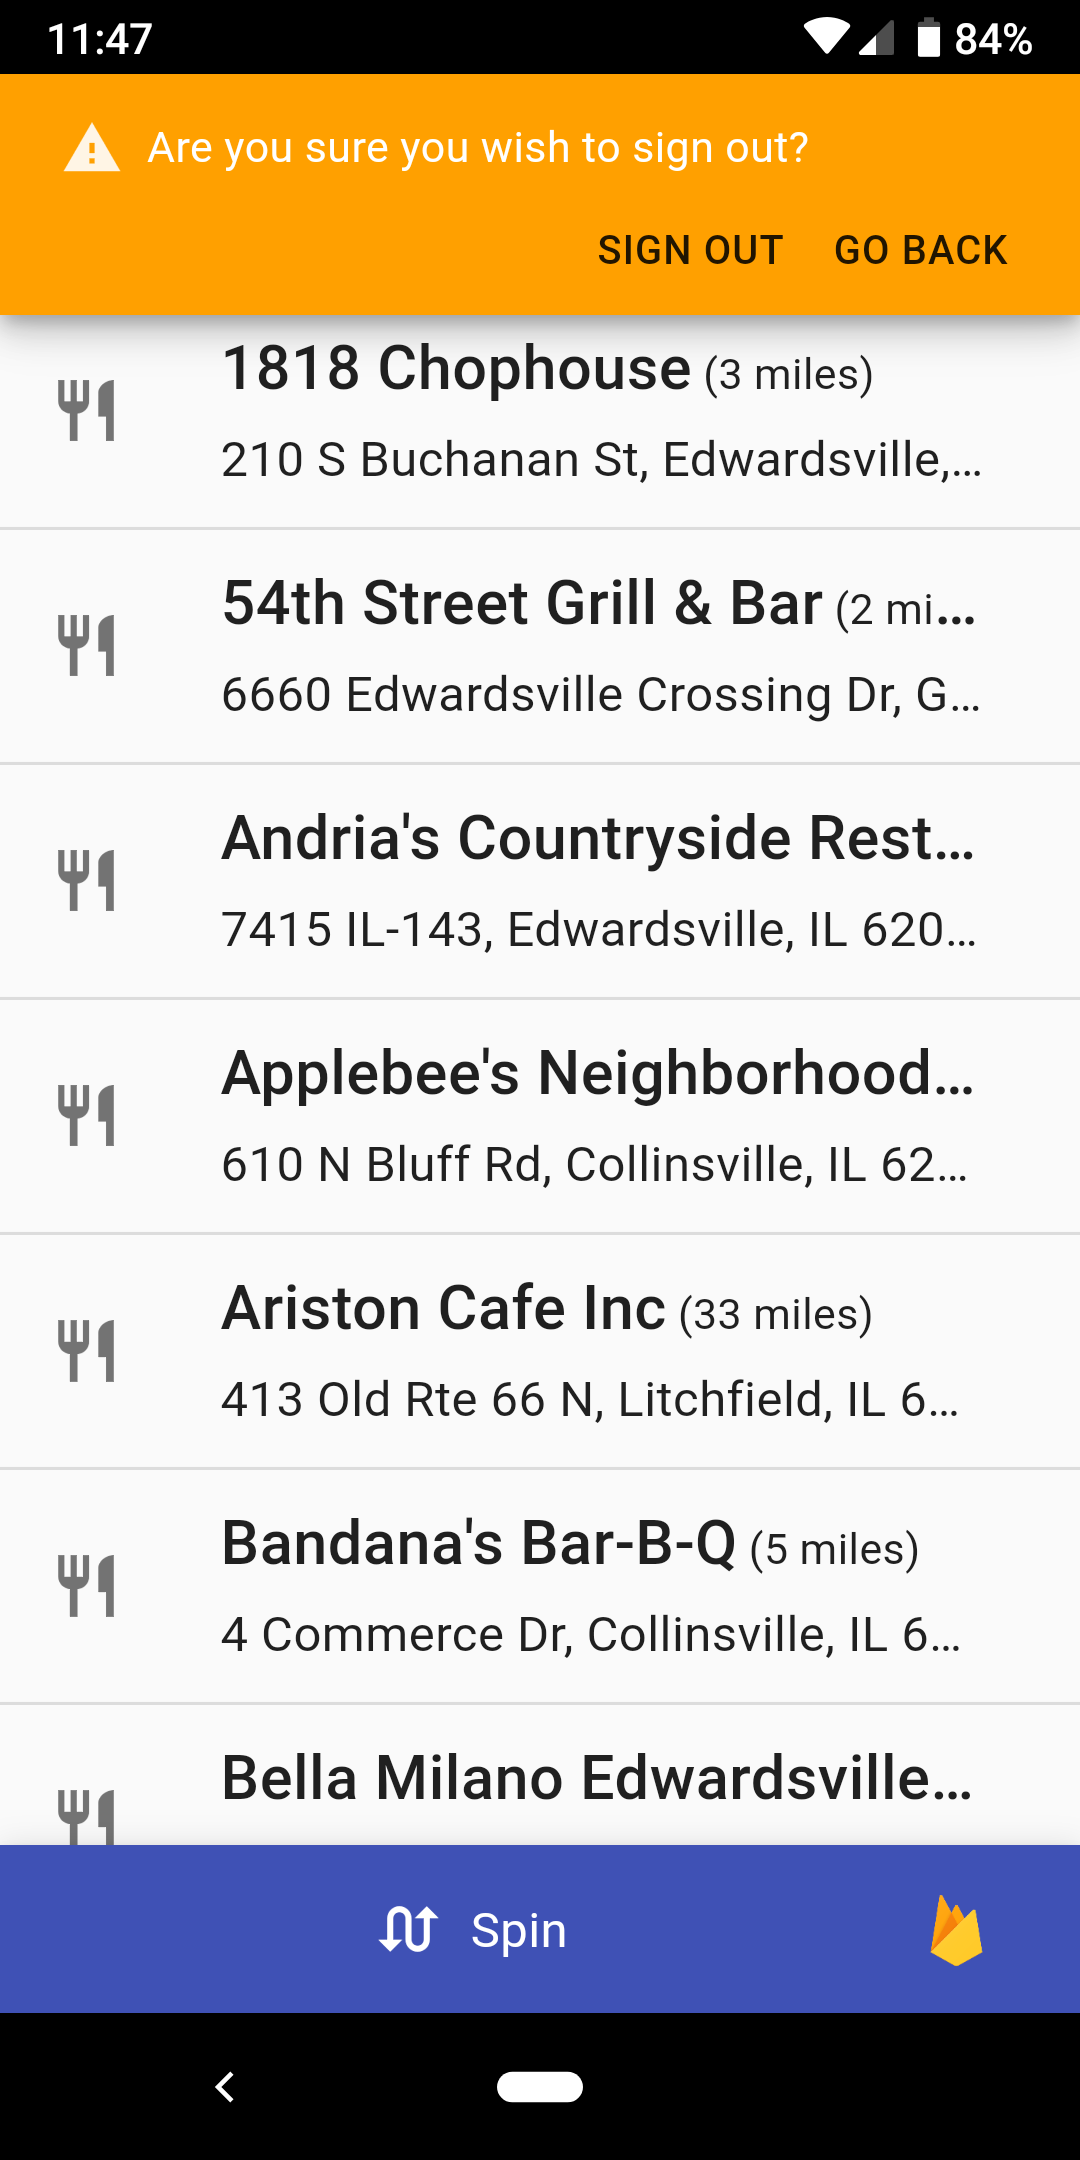 11:47
84%
Are you sure you wish to sign out?
SIGN OUT GO BACK
1818 Chophouse (3 miles)
210 S Buchanan St, Edwardsville,...
54th Street Grill & Bar (2 mi...
6660 Edwardsville Crossing Dr, G...
Andria's Countryside Rest...
7415 IL-143, Edwardsville, IL 620...
Applebee's Neighborhood...
610 N Bluff Rd, Collinsville, IL 62...
Ariston Cafe Inc (33 miles)
413 Old Rte 66 N, Litchfield, IL 6...
Bandana's Bar-B-Q (5 miles)
4 Commerce Dr, Collinsville, IL 6...
Bella Milano Edwardsville...
Spin